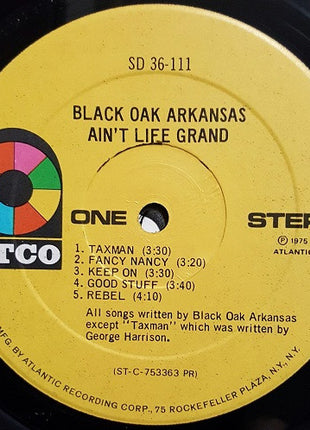 SD 36-111
BLACK OAK ARKANSAS
AIN'T LIFE GRAND
TCO
ONE
STER
℗ 1975
ATLANTIC
1. TAXMAN (3:30)
2. FANCY NANCY (5:20)
3. KEEP ON (3:30)
4. GOOD STUFF (3:40)
5. REBEL (4:10)
All songs written by Black Oak Arkansas
except "Taxman" which was written by
George Harrison.
(ST-C-753363 PR)
MFG. BY ATLANTIC RECORDING CORP., 75 ROCKEFELLER PLAZA, N.Y., N.Y.